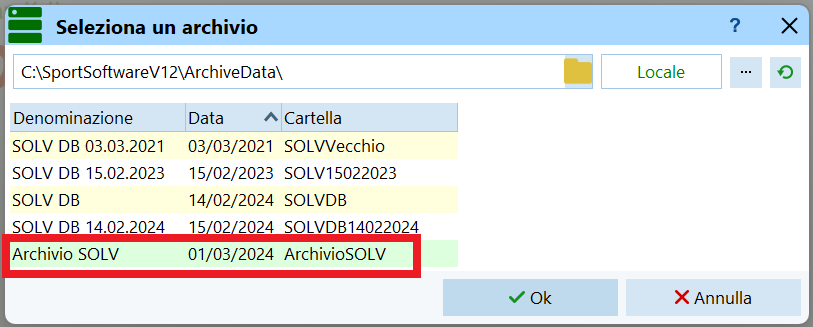 Seleziona un archivio ?
C:\SportSoftwareV12\ArchiveData\ Locale ...
Denominazione Data Cartella
SOLV DB 03.03.2021 03/03/2021 SOLVVecchio
SOLV DB 15.02.2023 15/02/2023 SOLV15022023
SOLV DB 14/02/2024 SOLVDB
SOLV DB 14.02.2024 15/02/2024 SOLVDB14022024
Archivio SOLV 01/03/2024 ArchivioSOLV
Ok Annulla